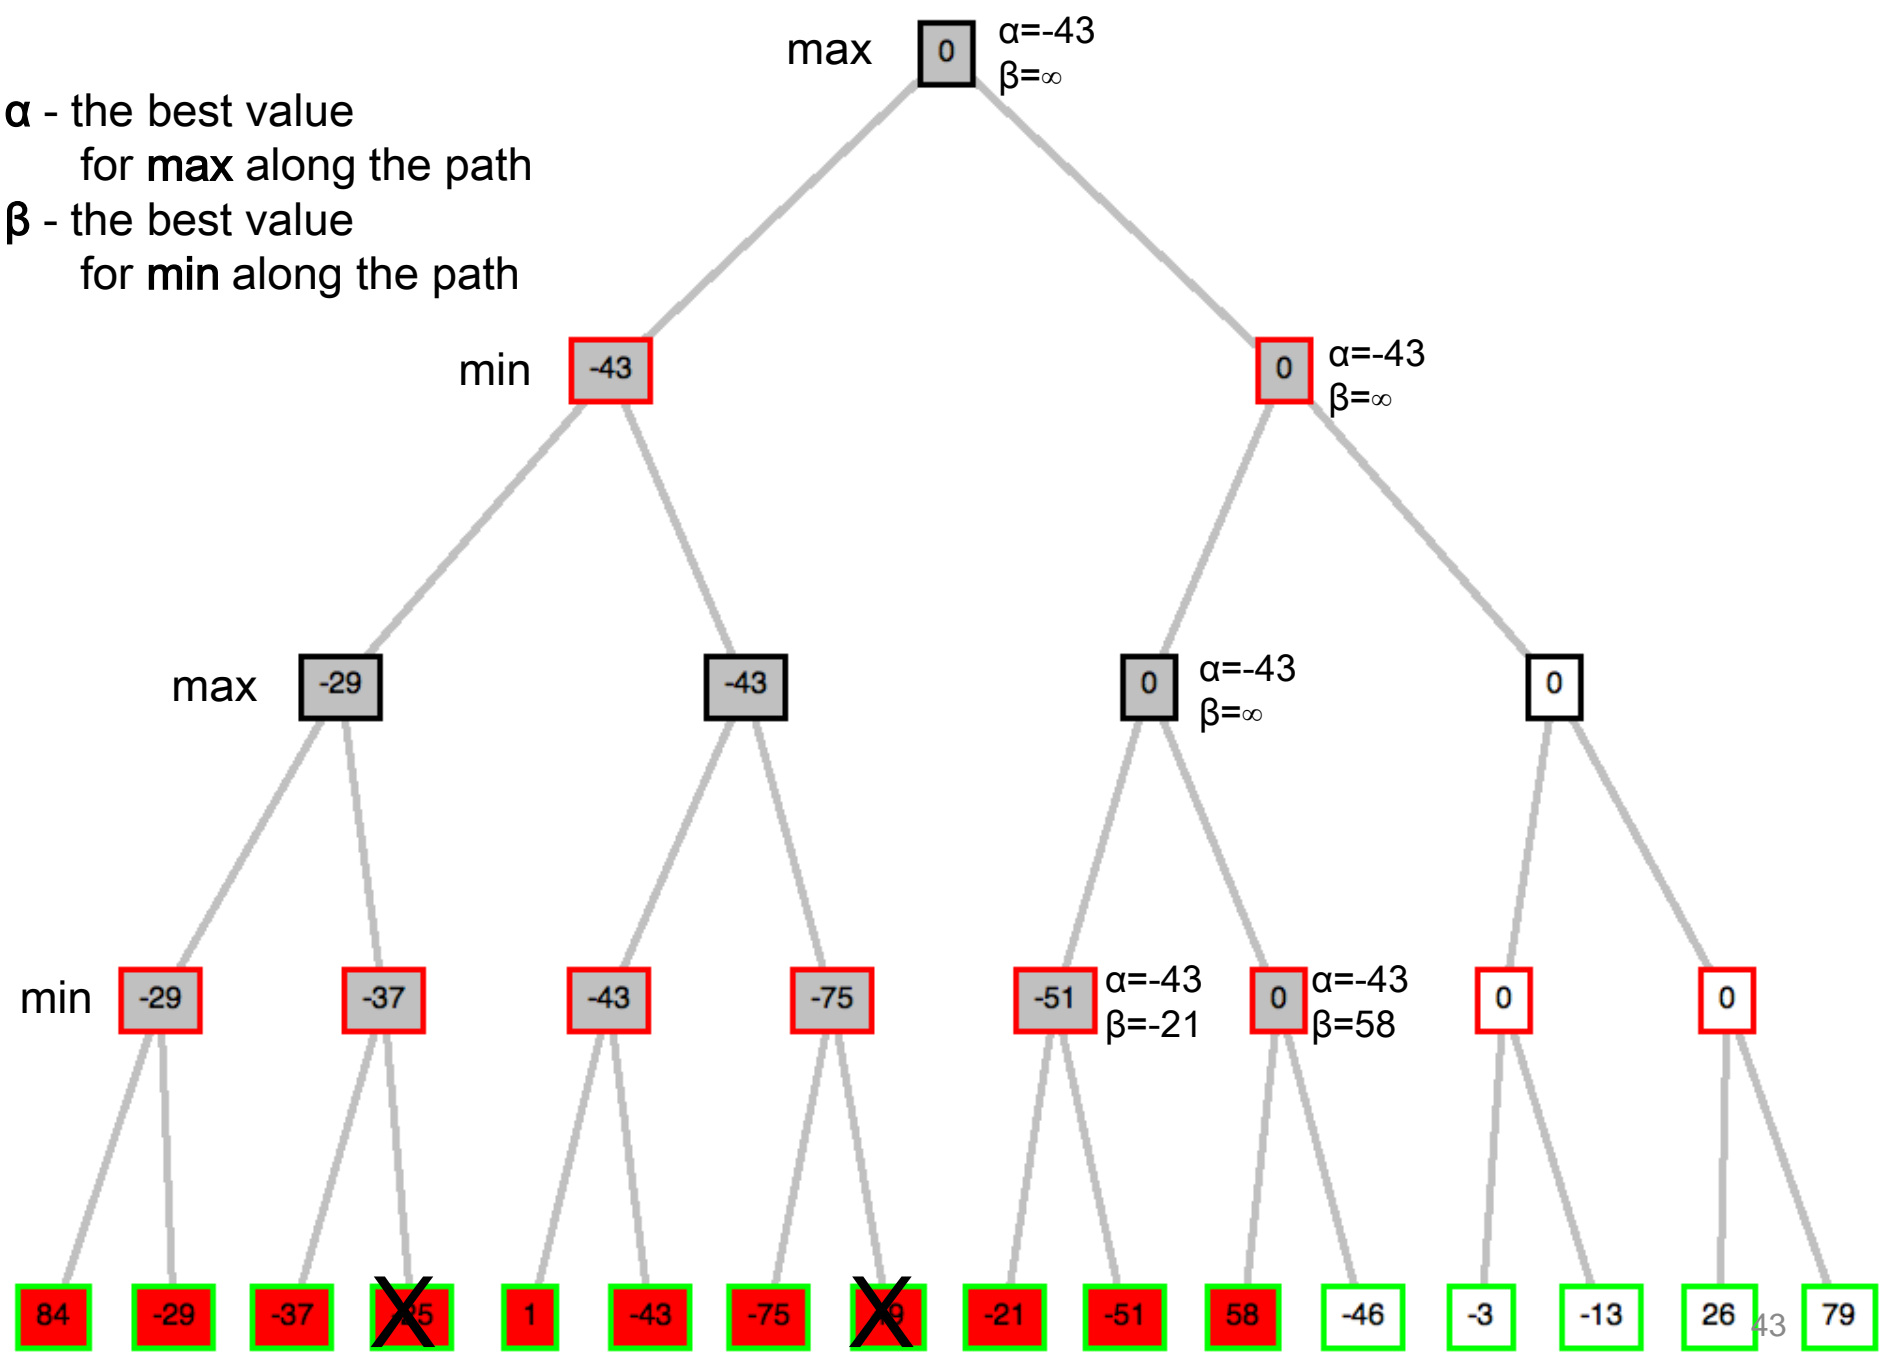 max
0
α=-43
β=∞
α - the best value
for max along the path
β - the best value
for min along the path
min
-43
0
α=-43
β=∞
max
-29
-43
0
α=-43
β=∞
0
min
-29
-37
-43
-75
-51
α=-43
β=-21
0
α=-43
β=58
0
0
84
-29
-37
X
1
-43
-75
X
-21
-51
58
-46
-3
-13
26
43
79